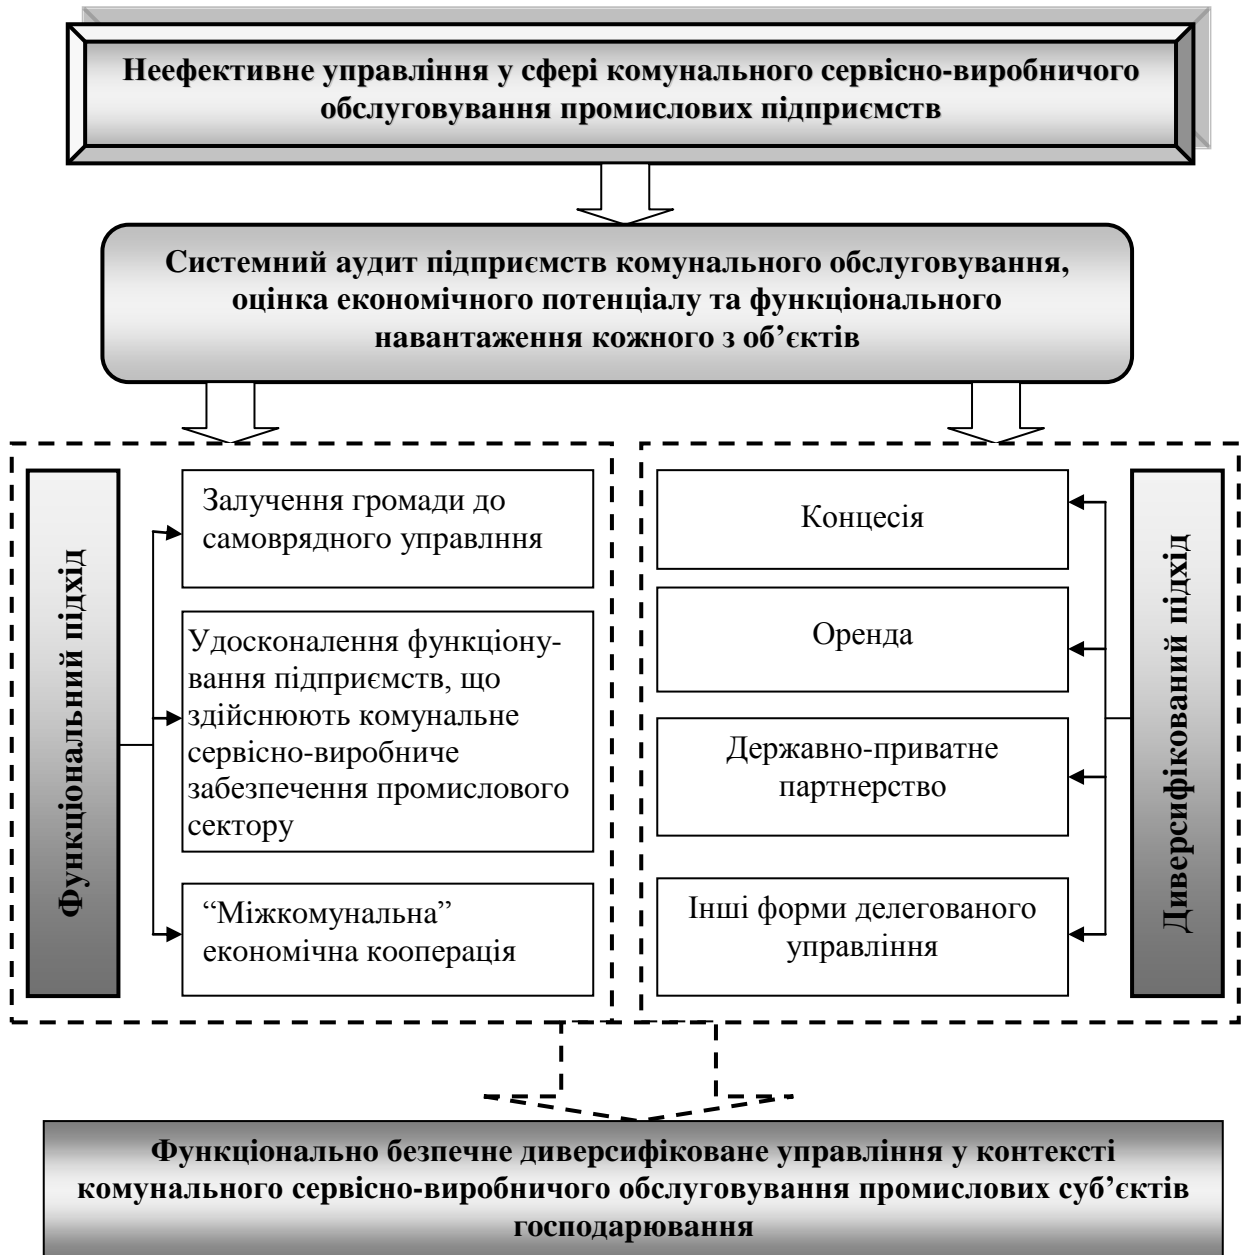 Неефективне управління у сфері комунального сервісно-виробничого
обслуговування промислових підприємств
Системний аудит підприємств комунального обслуговування,
оцінка економічного потенціалу та функціонального
навантаження кожного з об’єктів
Функціональний підхід
Залучення громади до
самоврядного управлння
Удосконалення функціону-
вання підприємств, що
здійснюють комунальне
сервісно-виробниче
забезпечення промислового
сектору
“Міжкомунальна”
економічна кооперація
Концесія
Оренда
Державно-приватне
партнерство
Інші форми делегованого
управління
Диверсифікований підхід
Функціонально безпечне диверсифіковане управління у контексті
комунального сервісно-виробничого обслуговування промислових суб’єктів
господарювання